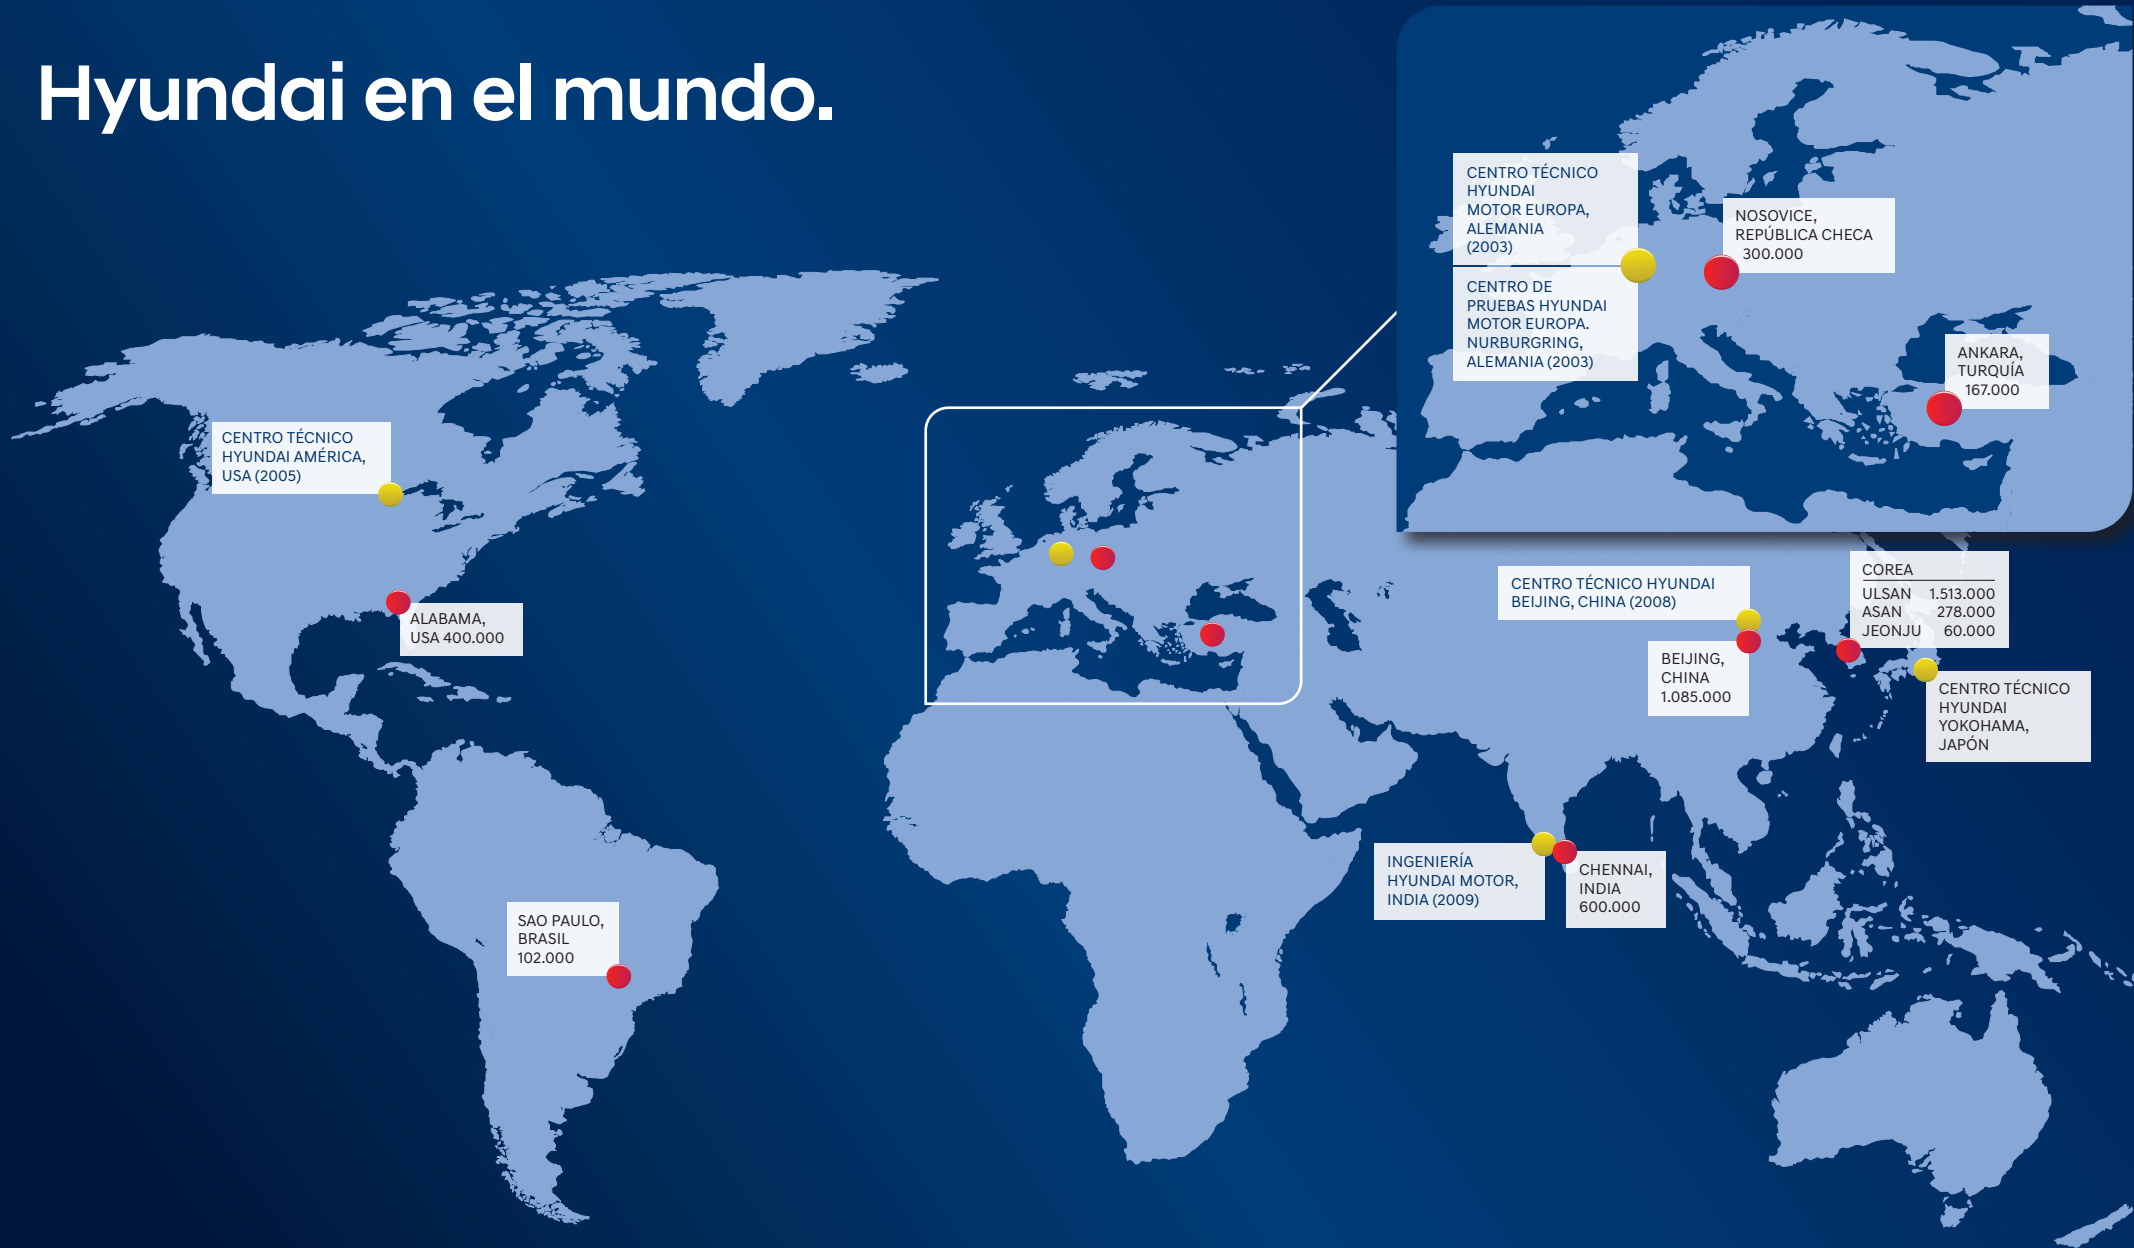 Hyundai en el mundo.
CENTRO TÉCNICO
HYUNDAI
MOTOR EUROPA,
ALEMANIA
(2003)
CENTRO DE
PRUEBAS HYUNDAI
MOTOR EUROPA.
NURBURGRING,
ALEMANIA (2003)
NOSOVICE,
REPÚBLICA CHECA
300.000
ANKARA,
TURQUÍA
167.000
CENTRO TÉCNICO
HYUNDAI AMÉRICA,
USA (2005)
ALABAMA,
USA 400.000
SAO PAULO,
BRASIL
102.000
CENTRO TÉCNICO HYUNDAI
BEIJING, CHINA (2008)
BEIJING,
CHINA
1.085.000
COREA
ULSAN 1.513.000
ASAN 278.000
JEONJU 60.000
CENTRO TÉCNICO
HYUNDAI
YOKOHAMA,
JAPÓN
INGENIERÍA
HYUNDAI MOTOR,
INDIA (2009)
CHENNAI,
INDIA
600.000